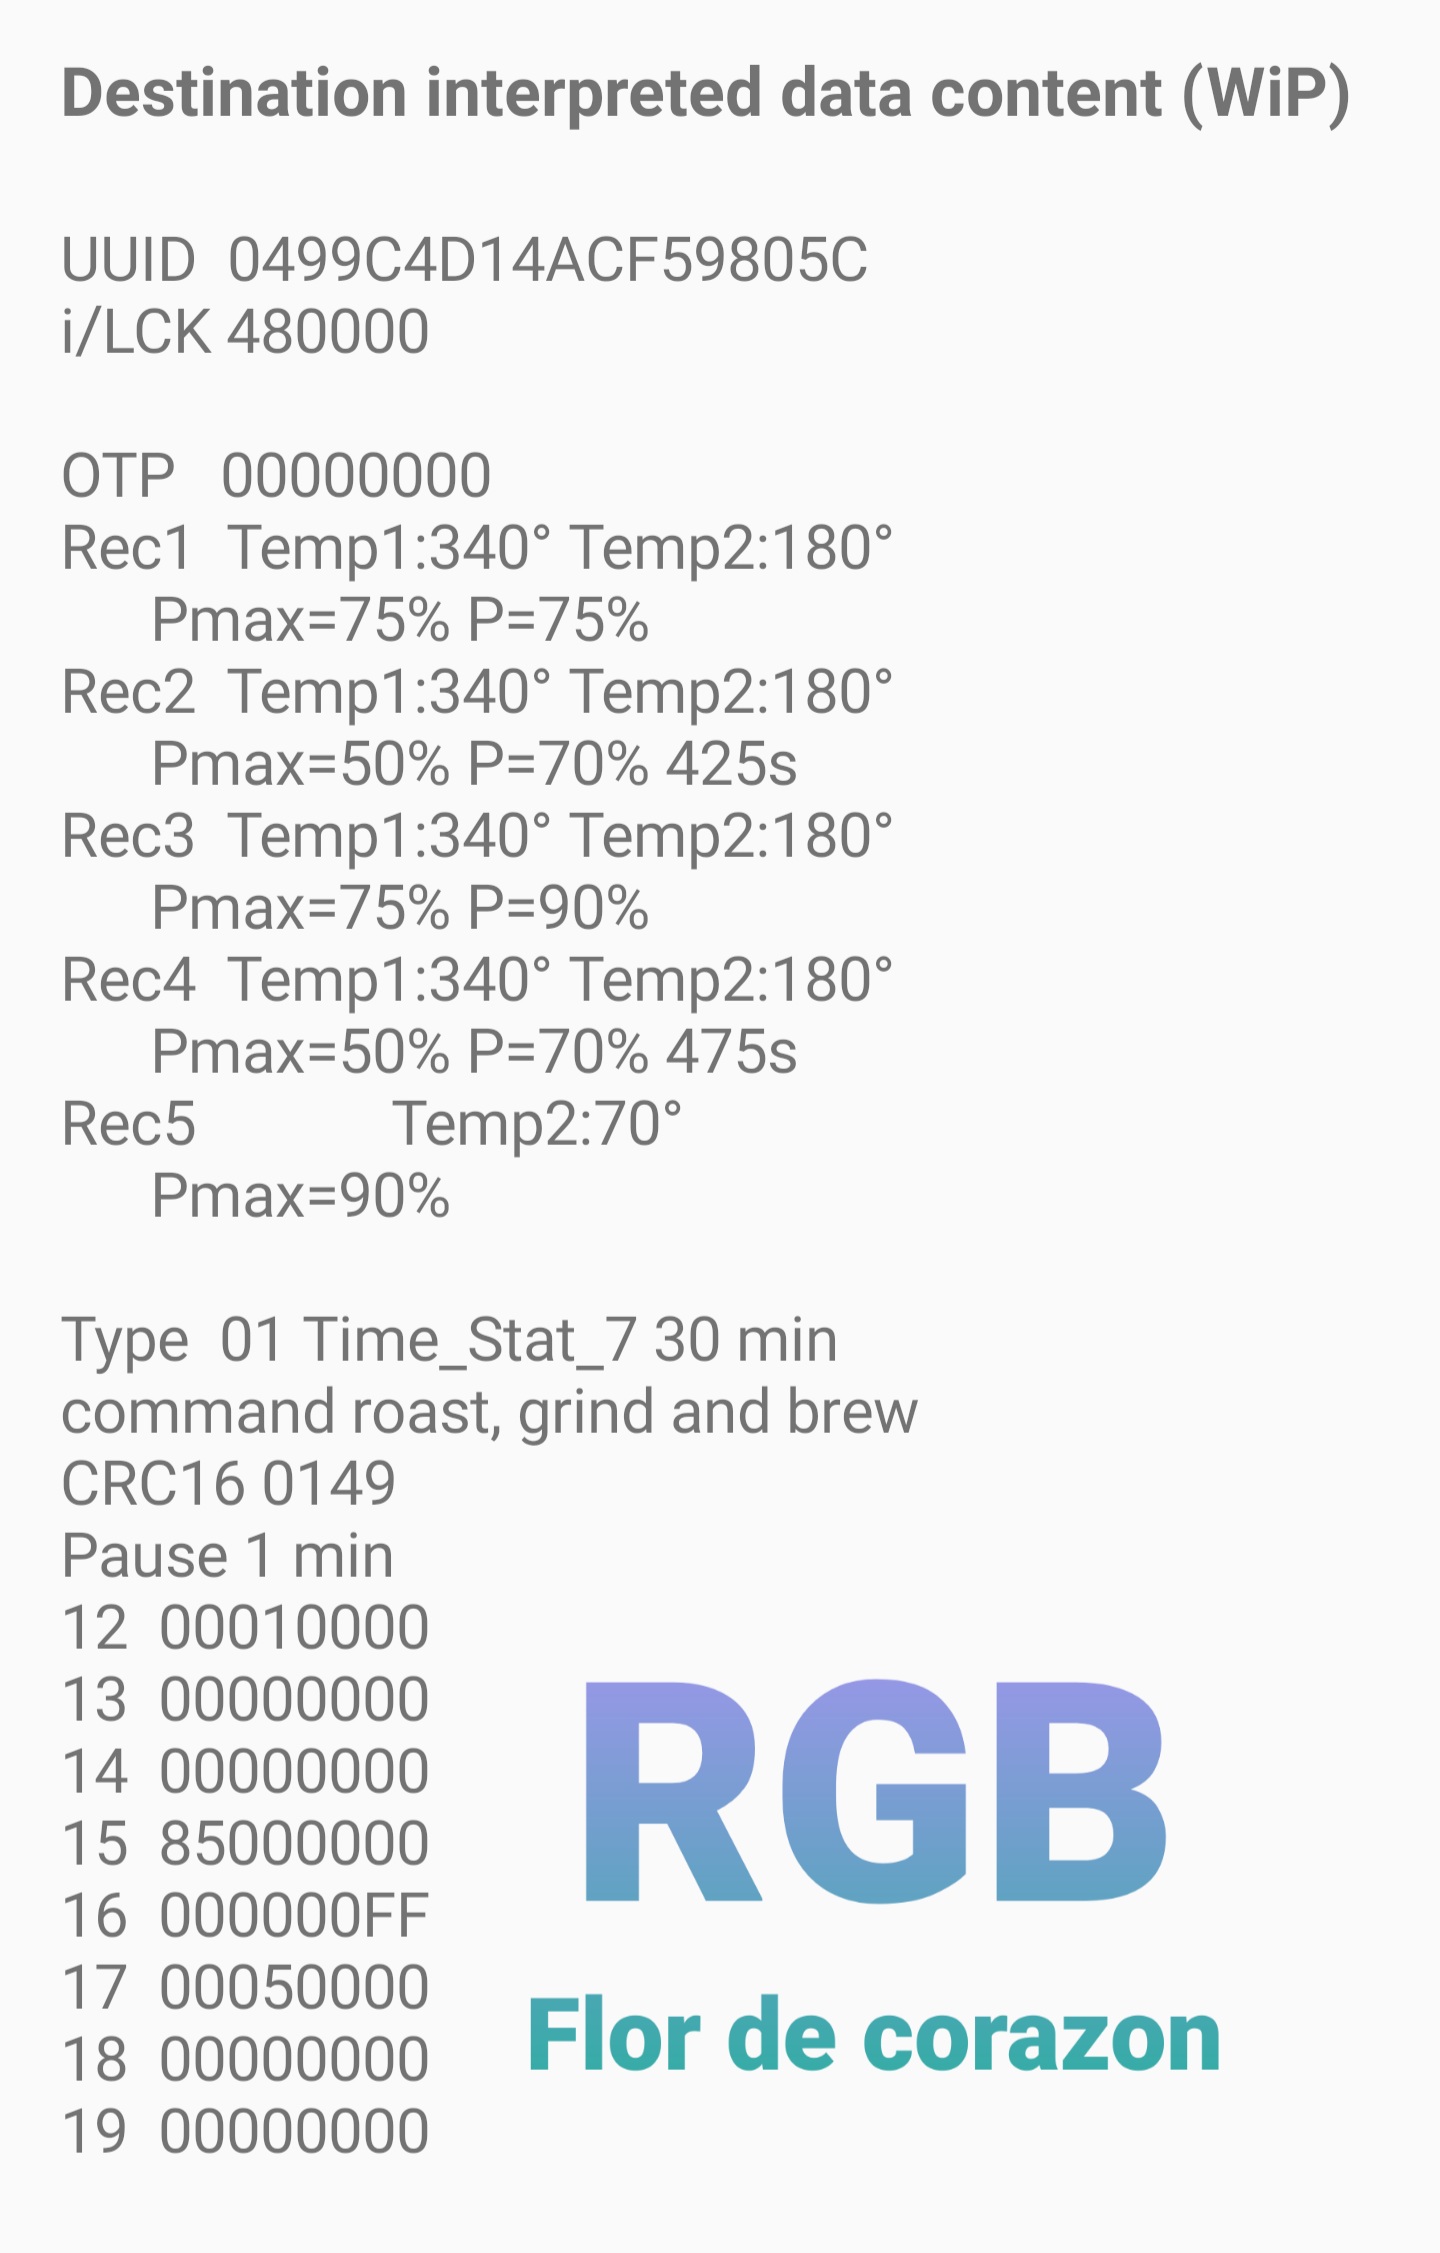 Destination interpreted data content (WiP)
UUID 0499C4D14ACF59805C
i/LCK 480000
OTP 00000000
Rec1 Temp1:340° Temp2:180°
Pmax=75% P=75%
Rec2 Temp1:340° Temp2:180°
Pmax=50% P=70% 425s
Rec3 Temp1:340° Temp2:180°
Pmax=75% P=90%
Rec4 Temp1:340° Temp2:180°
Pmax=50% P=70% 475s
Rec5 Temp2:70°
Pmax=90%
Type 01 Time_Stat_7 30 min
command roast, grind and brew
CRC16 0149
Pause 1 min
12 00010000
13 00000000
14 00000000
15 85000000
16 000000FF
17 00050000
18 00000000
19 00000000
RGB
Flor de corazon